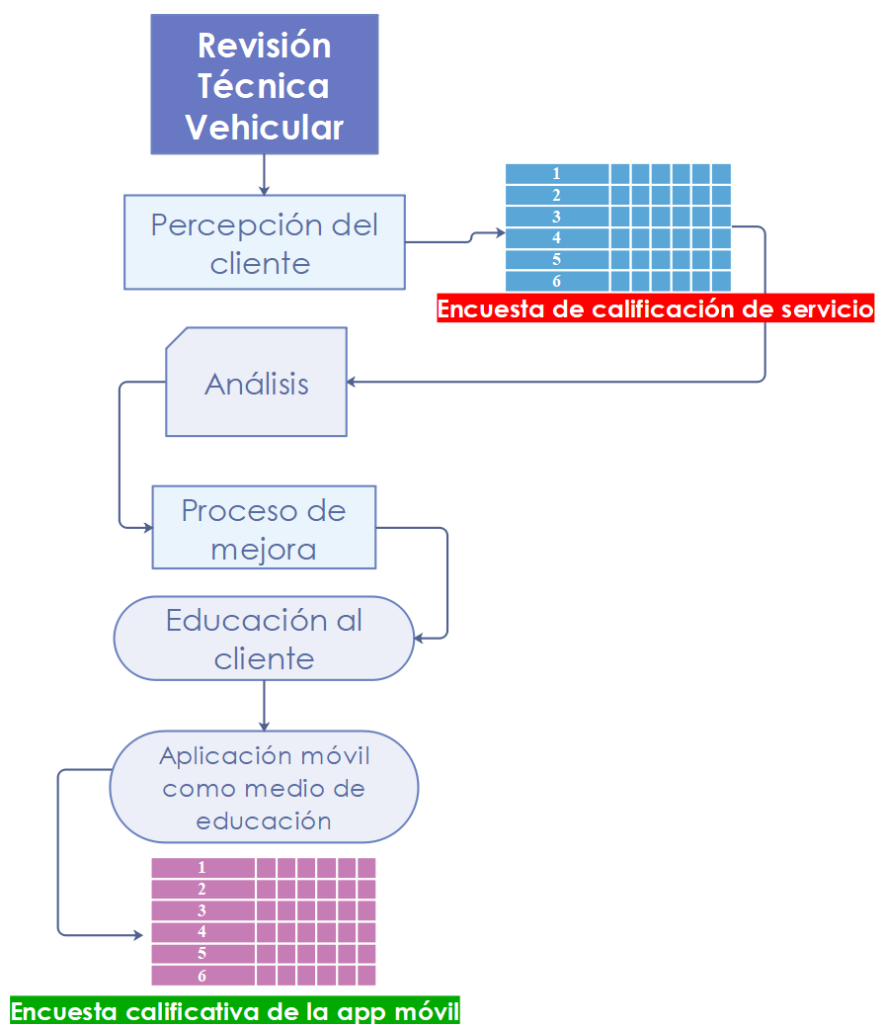 Revisión
Técnica
Vehicular
Percepción del
cliente
1
2
3
4
5
6
Encuesta de calificación de servicio
Análisis
Proceso de
mejora
Educación al
cliente
Aplicación móvil
como medio de
educación
1
2
3
4
5
6
Encuesta calificativa de la app móvil